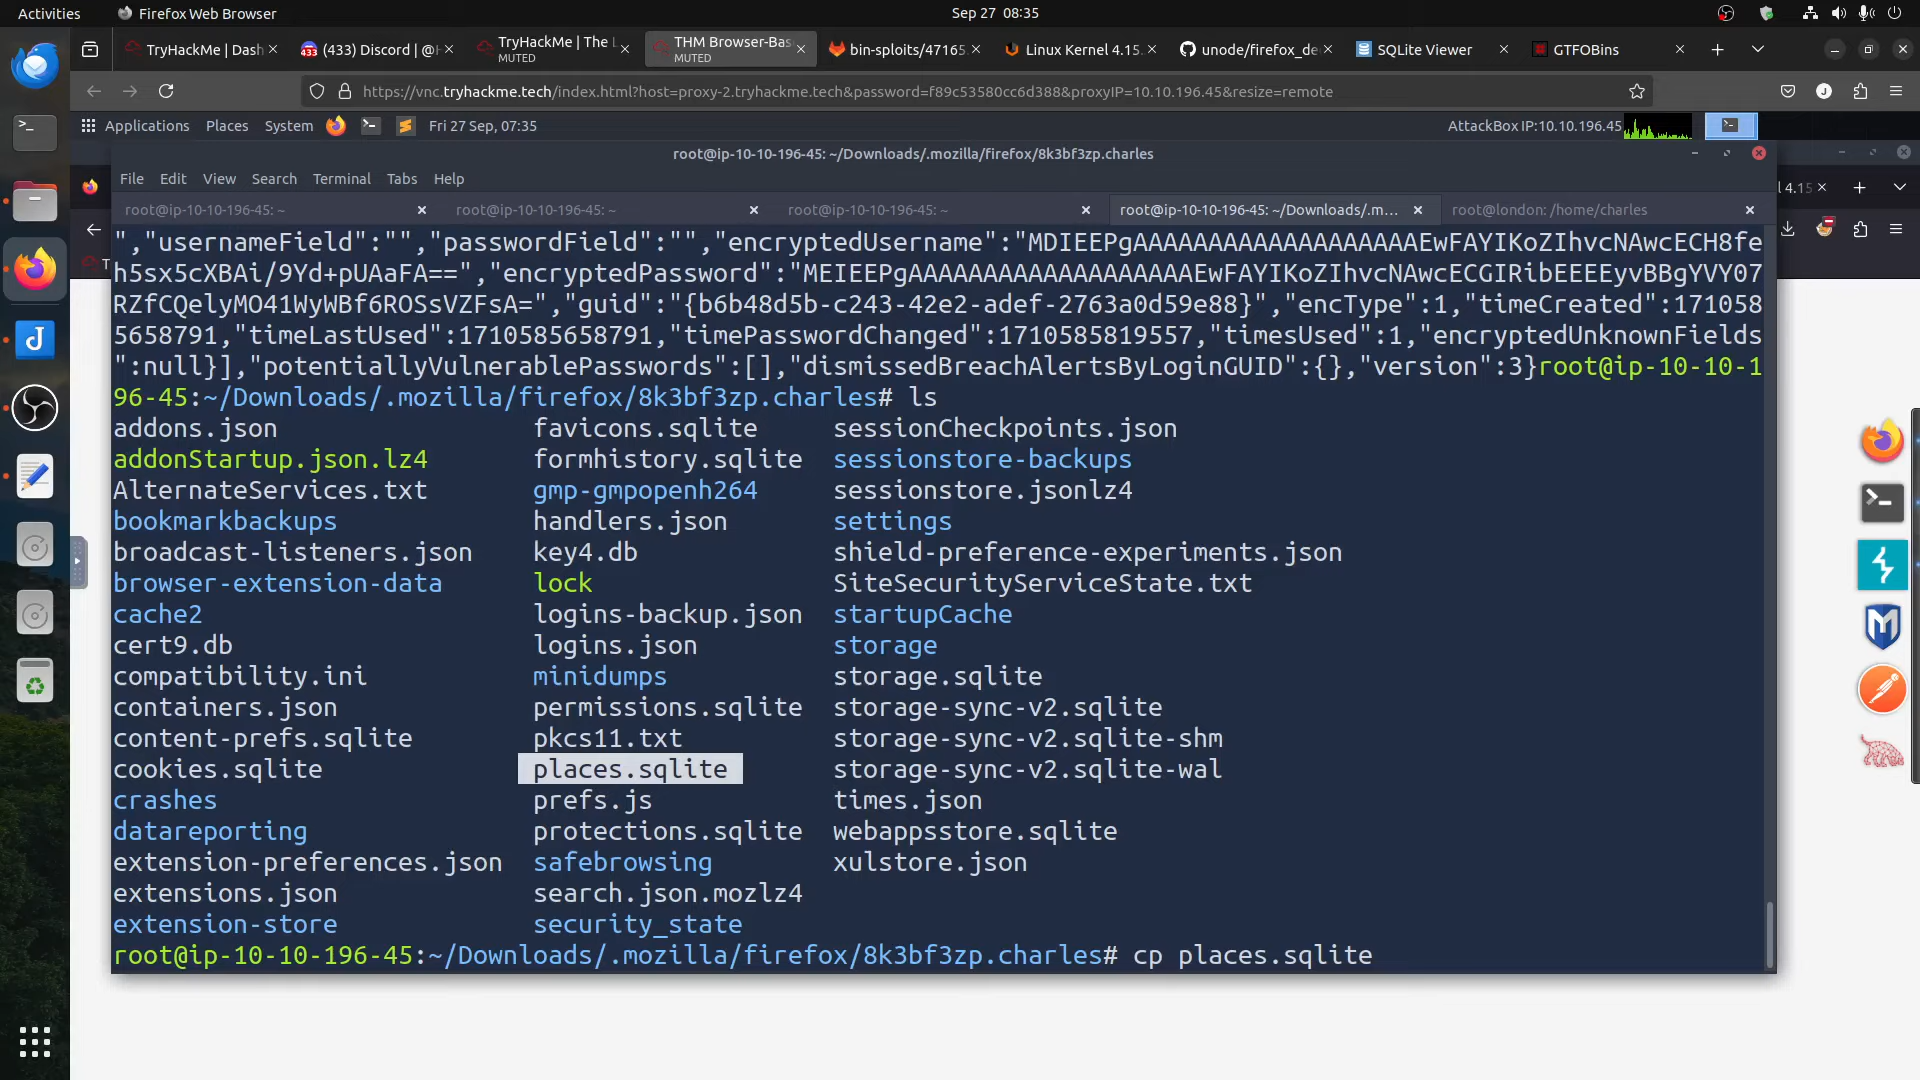 Activities Firefox Web Browser Sep 27 08:35
TryHackMe | Dash (433) Discord | @H TryHackMe | The L MUTED THM Browser-Bas MUTED bin-sploits/47165. Linux Kernel 4.15. unode/firefox_de SQLite Viewer GTFOBins
https://vnc.tryhackme.tech/index.html?host=proxy-2.tryhackme.tech&password=f89c53580cc6d388&proxyIP=10.10.196.45&resize=remote
Applications Places System Fri 27 Sep, 07:35 AttackBox IP:10.10.196.45
root@ip-10-10-196-45: ~/Downloads/.mozilla/firefox/8k3bf3zp.charles
File Edit View Search Terminal Tabs Help
l 4.15
root@ip-10-10-196-45: ~ root@ip-10-10-196-45: ~ root@ip-10-10-196-45: ~ root@ip-10-10-196-45: ~/Downloads/.m... root@london: /home/charles
","usernameField":"","passwordField":"","encryptedUsername":"MDIEEPgAAAAAAAAAAAAAAAAAAAEwFAYIKoZIhvcNAwcECH8fe
h5sx5cXBAi/9Yd+pUAaFA==","encryptedPassword":"MEIEEPgAAAAAAAAAAAAAAAAAAAEwFAYIKoZIhvcNAwcECGIRibEEEEyvBBgYVY07
RZfCQelyMO41WyWBf6ROSsVZFsA=","guid":"{b6b48d5b-c243-42e2-adef-2763a0d59e88}","encType":1,"timeCreated":171058
5658791,"timeLastUsed":1710585658791,"timePasswordChanged":1710585819557,"timesUsed":1,"encryptedUnknownFields
":null}],"potentiallyVulnerablePasswords":[],"dismissedBreachAlertsByLoginGUID":{},"version":3}root@ip-10-10-1
96-45:~/Downloads/.mozilla/firefox/8k3bf3zp.charles# ls
addons.json favicons.sqlite sessionCheckpoints.json
addonStartup.json.lz4 formhistory.sqlite sessionstore-backups
AlternateServices.txt gmp-gmpopenh264 sessionstore.jsonlz4
bookmarkbackups handlers.json settings
broadcast-listeners.json key4.db shield-preference-experiments.json
browser-extension-data lock SiteSecurityServiceState.txt
cache2 logins-backup.json startupCache
cert9.db logins.json storage
compatibility.ini minidumps storage.sqlite
containers.json permissions.sqlite storage-sync-v2.sqlite
content-prefs.sqlite pkcs11.txt storage-sync-v2.sqlite-shm
cookies.sqlite places.sqlite storage-sync-v2.sqlite-wal
crashes prefs.js times.json
datareporting protections.sqlite webappsstore.sqlite
extension-preferences.json safebrowsing xulstore.json
extensions.json search.json.mozlz4
extension-store security_state
root@ip-10-10-196-45:~/Downloads/.mozilla/firefox/8k3bf3zp.charles# cp places.sqlite